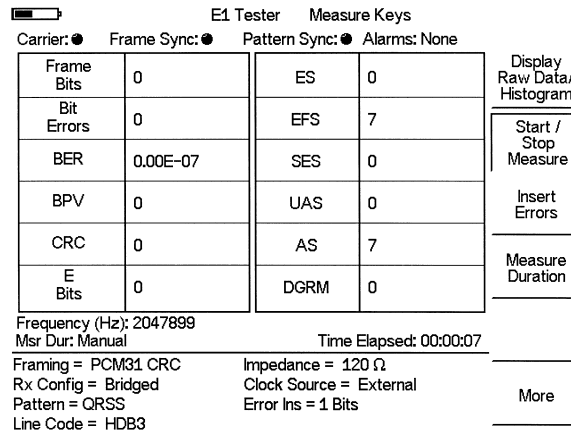 E1 Tester Measure Keys
Carrier: Frame Sync: Pattern Sync: Alarms: None
Frame Bits 0 ES 0
Bit Errors 0 EFS 7
BER 0.00E-07 SES 0
BPV 0 UAS 0
CRC 0 AS 7
E Bits 0 DGRM 0
Frequency (Hz): 2047899
Msr Dur: Manual Time Elapsed: 00:00:07
Framing = PCM31 CRC Impedance = 120 Ω
Rx Config = Bridged Clock Source = External
Pattern = QRSS Error Ins = 1 Bits
Line Code = HDB3
Display
Raw Data/
Histogram
Start /
Stop
Measure
Insert
Errors
Measure
Duration
More